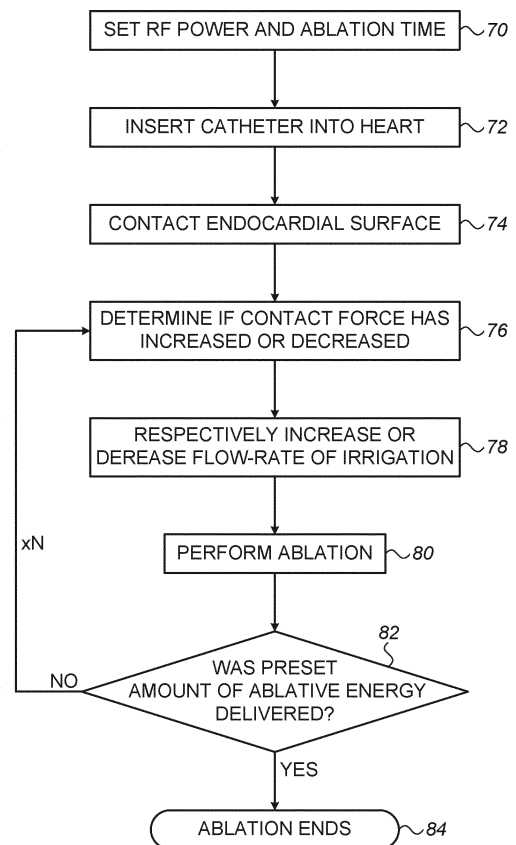 SET RF POWER AND ABLATION TIME 70
INSERT CATHETER INTO HEART 72
CONTACT ENDOCARDIAL SURFACE 74
DETERMINE IF CONTACT FORCE HAS
INCREASED OR DECREASED 76
RESPECTIVELY INCREASE OR
DEREASE FLOW-RATE OF IRRIGATION 78
xN
PERFORM ABLATION 80
82
WAS PRESET
AMOUNT OF ABLATIVE ENERGY
DELIVERED?
NO
YES
ABLATION ENDS 84